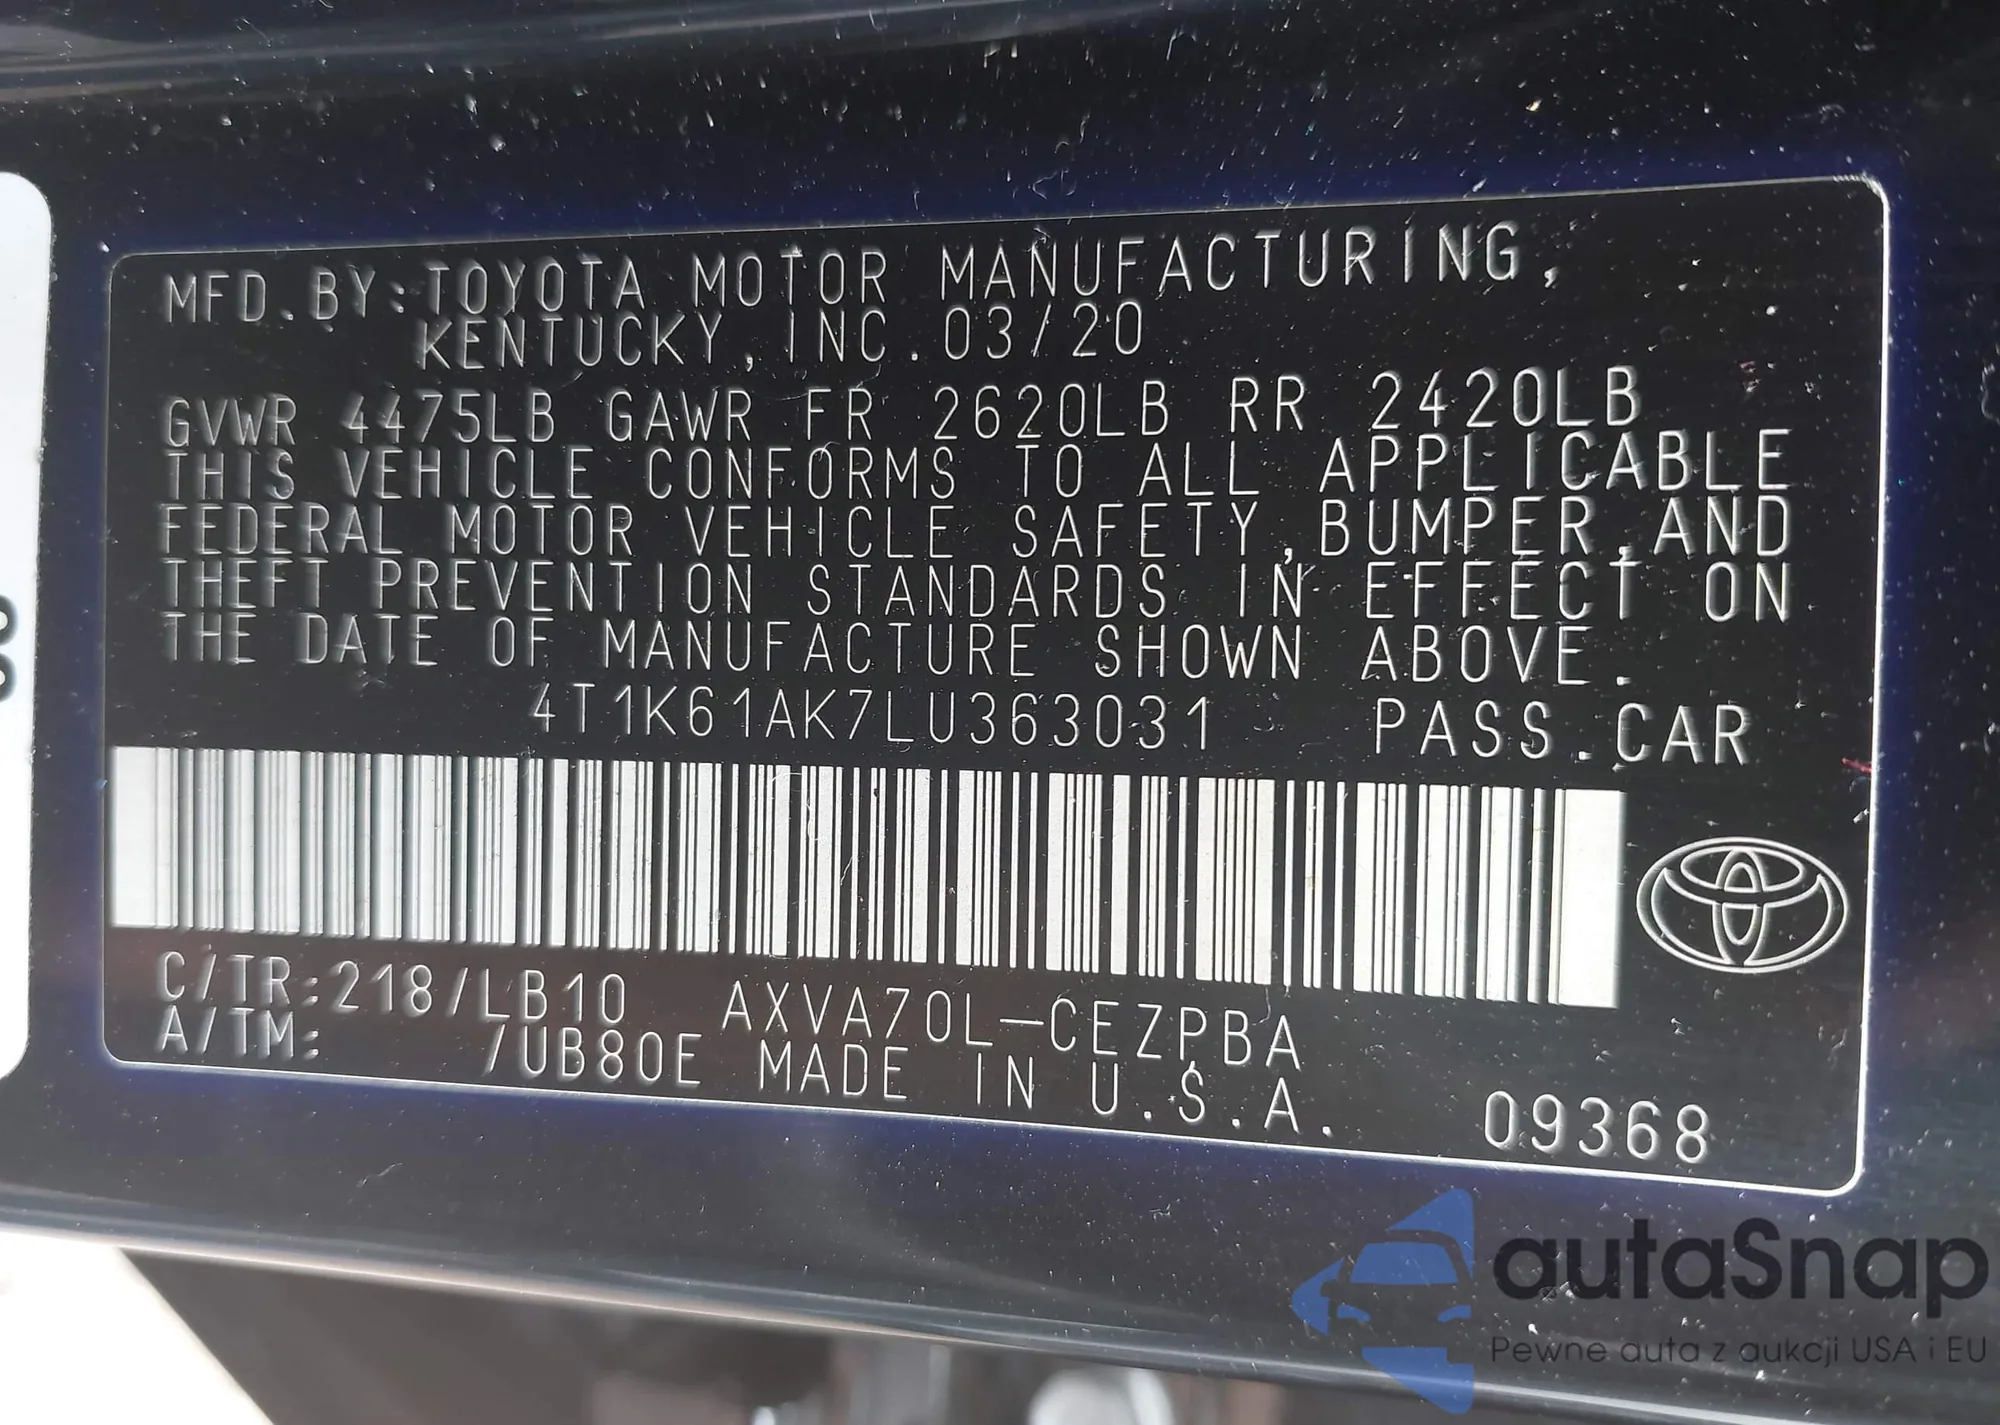 MFD.BY:TOYOTA MOTOR MANUFACTURING,
KENTUCKY,INC.03/20
GVWR 4475LB GAWR FR 2620LB RR 2420LB
THIS VEHICLE CONFORMS TO ALL APPLICABLE
FEDERAL MOTOR VEHICLE SAFETY,BUMPER,AND
THEFT PREVENTION STANDARDS IN EFFECT ON
THE DATE OF MANUFACTURE SHOWN ABOVE.
4T1K61AK7LU363031 PASS.CAR
C/TR:218/LB10 AXVA70L-CEZPBA
A/TM: /UB80E MADE IN U.S.A. 09368
autaSnap
Pewne auta z aukcji USA i EU